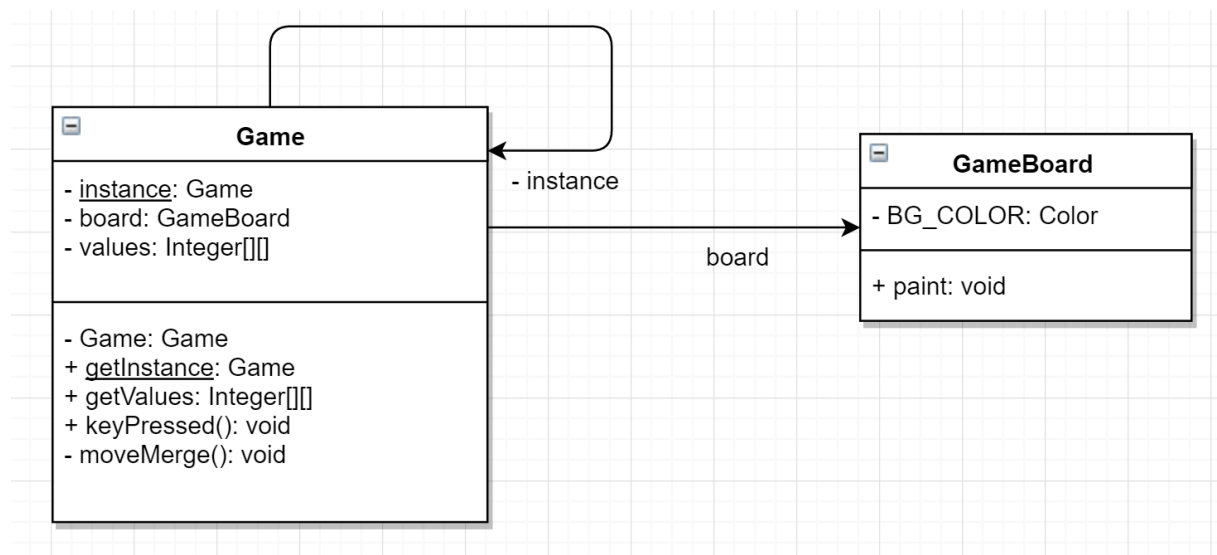 Game
- instance: Game
- board: GameBoard
- values: Integer[][]
- Game: Game
+ getInstance: Game
+ getValues: Integer[][]
+ keyPressed(): void
- moveMerge(): void
- instance
board
GameBoard
- BG_COLOR: Color
+ paint: void